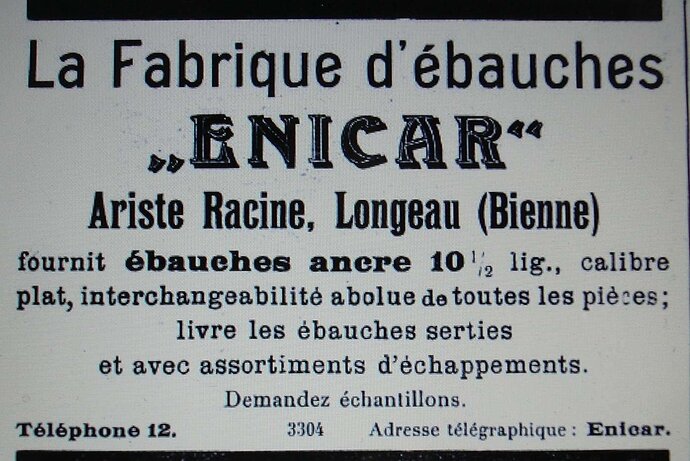 La Fabrique d'ébauches
„ENICAR“
Ariste Racine, Longeau (Bienne)
fournit ébauches ancre 10 1/2 lig., calibre
plat, interchangeabilité abolue de toutes les pièces;
livre les ébauches serties
et avec assortiments d'échappements.
Demandez échantillons.
Téléphone 12. 3304 Adresse télégraphique: Enicar.